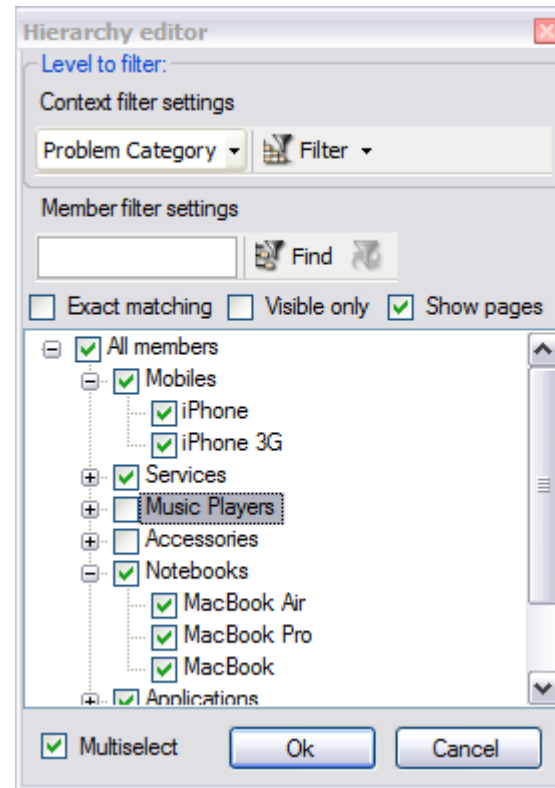 Hierarchy editor
Level to filter:
Context filter settings
Problem Category Filter
Member filter settings
Find
Exact matching Visible only Show pages
All members
Mobiles
iPhone
iPhone 3G
Services
Music Players
Accessories
Notebooks
MacBook Air
MacBook Pro
MacBook
Applications
Multiselect Ok Cancel